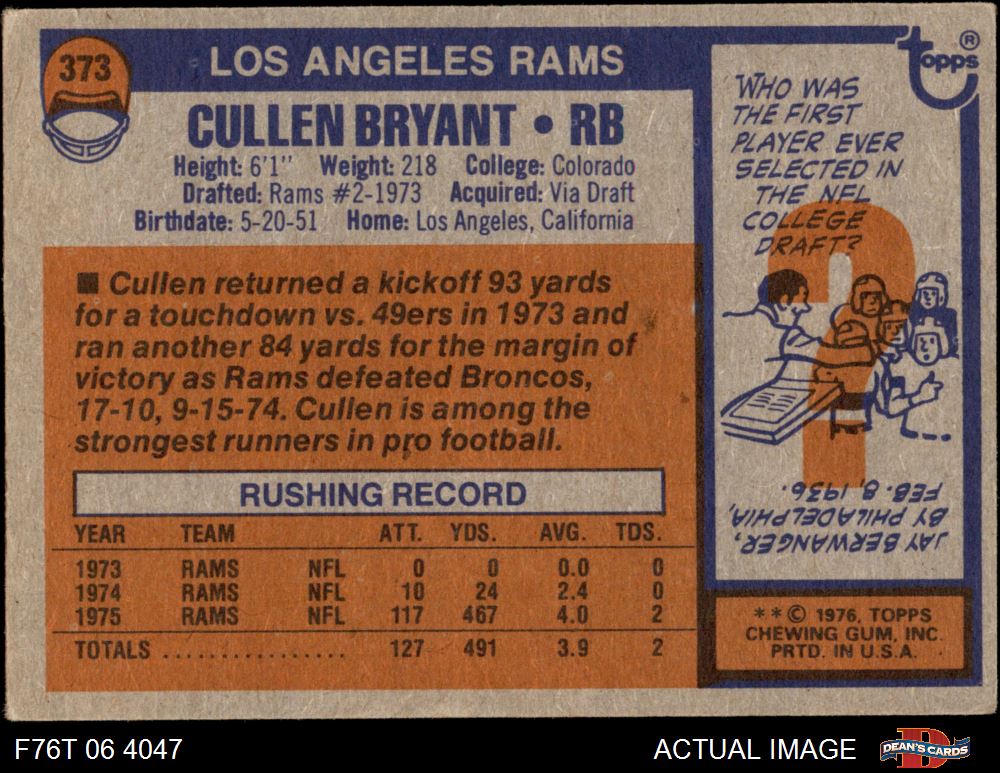 373
LOS ANGELES RAMS
CULLEN BRYANT • RB
Height: 6'1" Weight: 218 College: Colorado
Drafted: Rams #2-1973 Acquired: Via Draft
Birthdate: 5-20-51 Home: Los Angeles, California
■ Cullen returned a kickoff 93 yards
for a touchdown vs. 49ers in 1973 and
ran another 84 yards for the margin of
victory as Rams defeated Broncos,
17-10, 9-15-74. Cullen is among the
strongest runners in pro football.
RUSHING RECORD
YEAR TEAM ATT. YDS. AVG. TDS.
1973 RAMS NFL 0 0 0.0 0
1974 RAMS NFL 10 24 2.4 0
1975 RAMS NFL 117 467 4.0 2
TOTALS ................ 127 491 3.9 2
topps ®
WHO WAS
THE FIRST
PLAYER EVER
SELECTED IN
THE NFL
COLLEGE
DRAFT?
?
JAY BERWANGER,
BY PHILADELPHIA,
FEB. 8, 1936.
** © 1976, TOPPS
CHEWING GUM, INC.
PRTD. IN U.S.A.
F76T 06 4047
ACTUAL IMAGE
D
DEAN'S CARDS